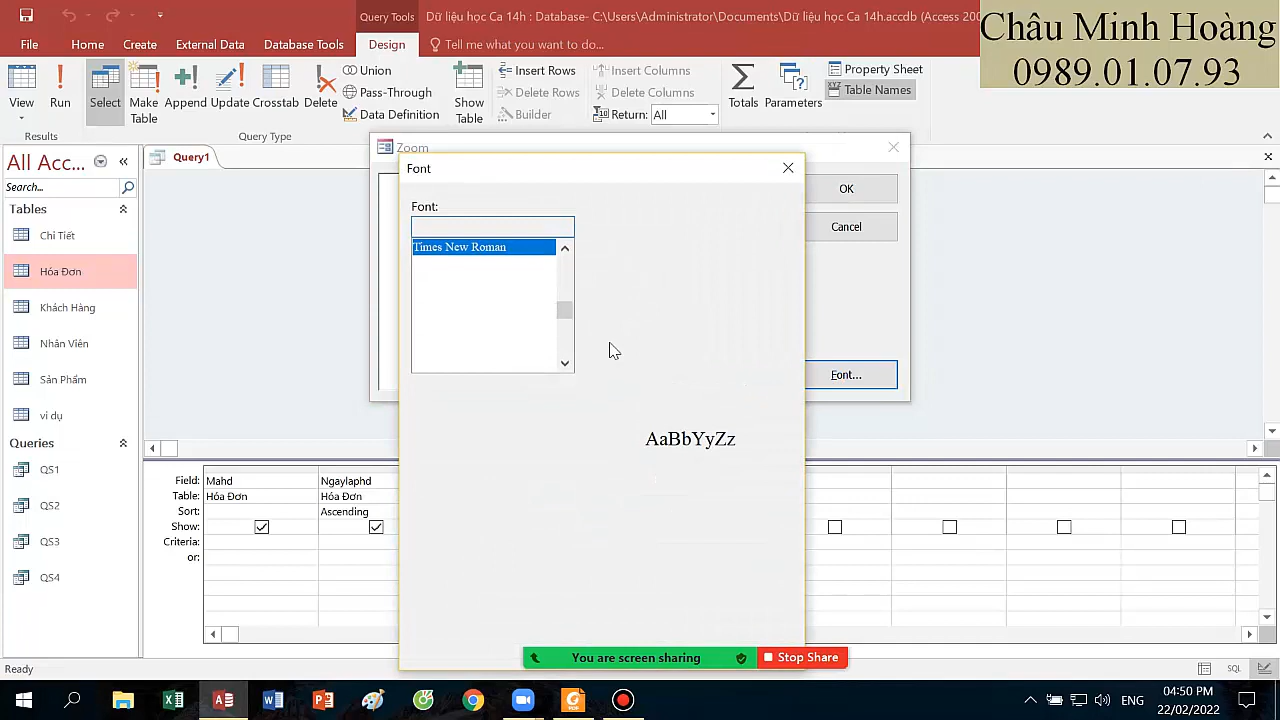 Query Tools
Dữ liệu học Ca 14h : Database- C:\Users\Administrator\Documents\Dữ liệu học Ca 14h.accdb (Access 200
Châu Minh Hoàng
0989.01.07.93
File
Home
Create
External Data
Database Tools
Design
Tell me what you want to do...
View
Run
Select
Make
Table
Append
Update
Crosstab
Delete
Union
Pass-Through
Data Definition
Show
Table
Insert Rows
Delete Rows
Builder
Insert Columns
Delete Columns
Return:
All
Totals
Parameters
Property Sheet
Table Names
Results
Query Type
All Acc...
Search...
Query1
Zoom
Font
Font:
Times New Roman
OK
Cancel
Font...
AaBbYyZz
Tables
Chi Tiết
Hóa Đơn
Khách Hàng
Nhân Viên
Sản Phẩm
ví dụ
Queries
QS1
QS2
QS3
QS4
Field:
Mahd
Ngaylaphd
Table:
Hóa Đơn
Hóa Đơn
Sort:
Ascending
Show:
Criteria:
or:
You are screen sharing
Stop Share
Ready
SQL
ENG
04:50 PM
22/02/2022